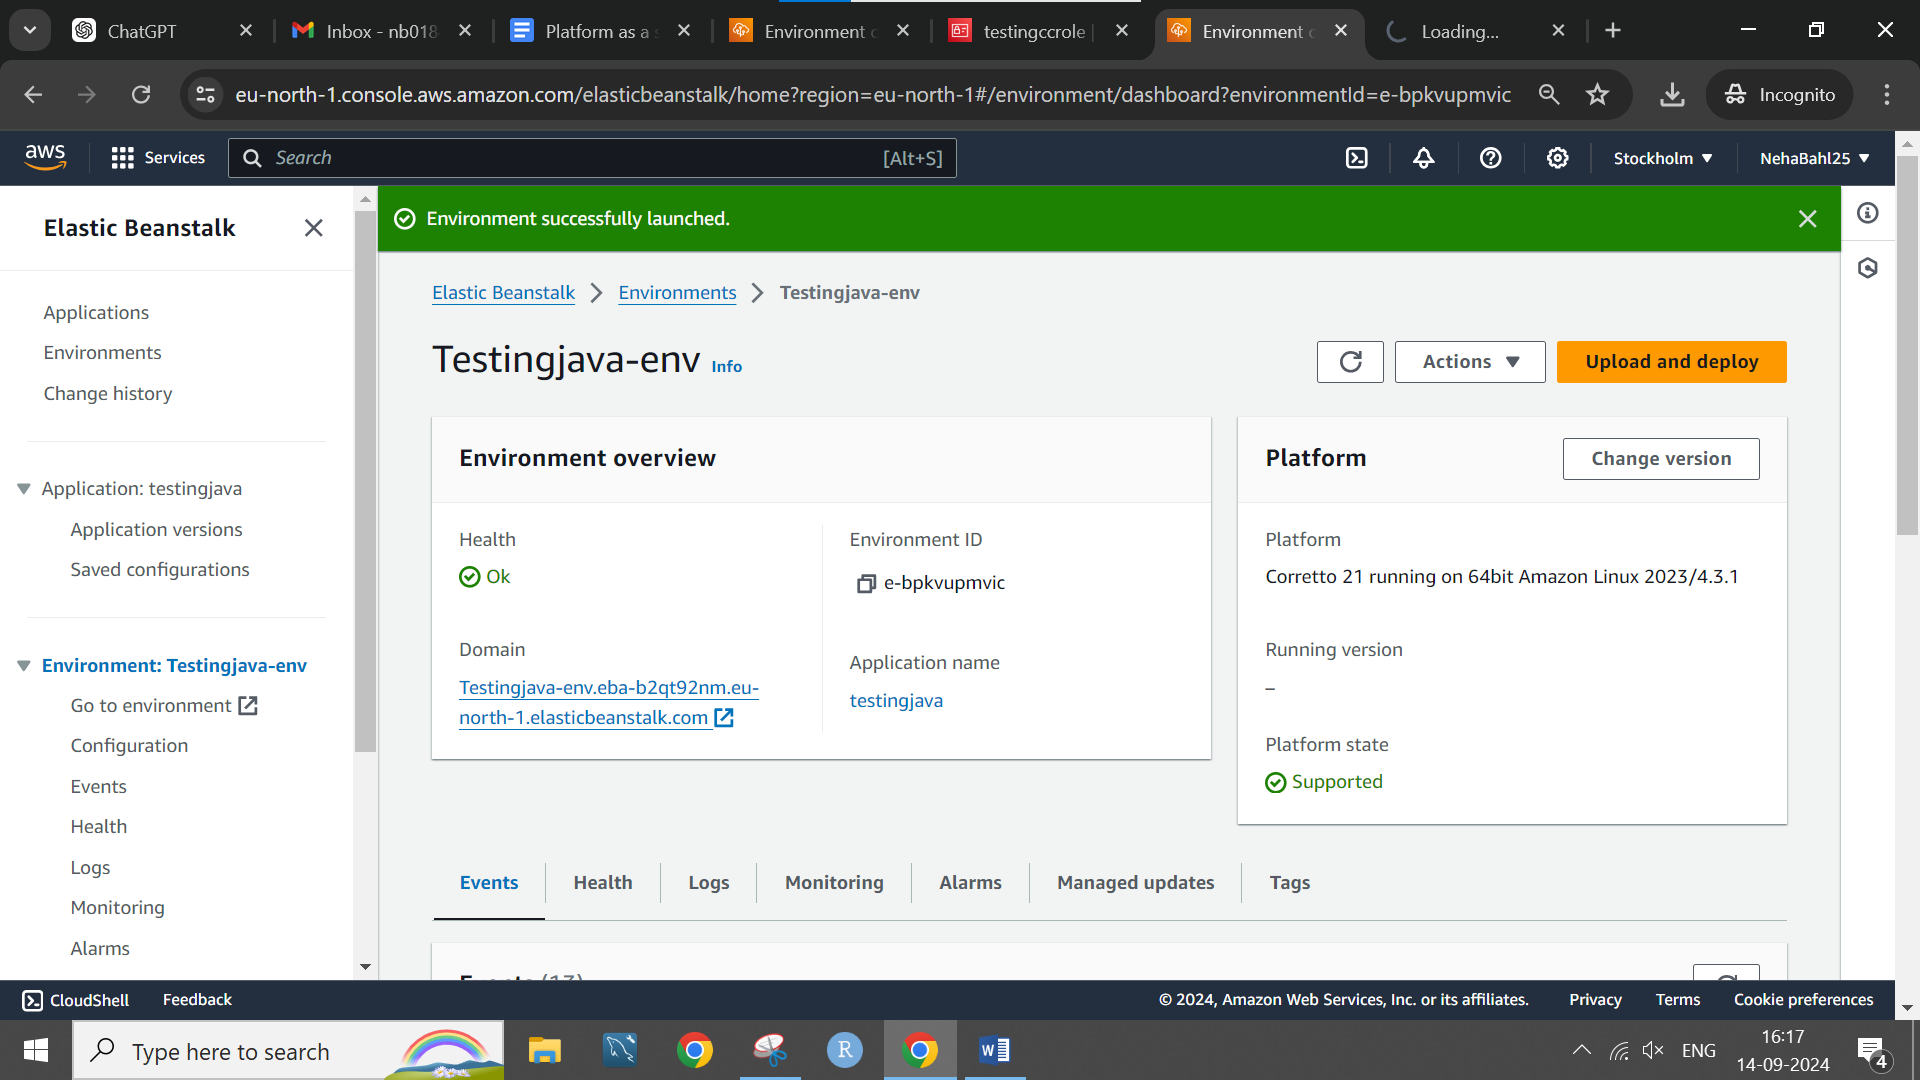 ChatGPT
Inbox - nb018
Platform as a s
Environment o
testingccrole |
Environment o
Loading...
eu-north-1.console.aws.amazon.com/elasticbeanstalk/home?region=eu-north-1#/environment/dashboard?environmentId=e-bpkvupmvic
Incognito
aws
Services
Search
[Alt+S]
Stockholm
NehaBahl25
Elastic Beanstalk
Applications
Environments
Change history
Application: testingjava
Application versions
Saved configurations
Environment: Testingjava-env
Go to environment
Configuration
Events
Health
Logs
Monitoring
Alarms
Environment successfully launched.
Elastic Beanstalk > Environments > Testingjava-env
Testingjava-env Info
Actions
Upload and deploy
Environment overview
Health
Ok
Domain
Testingjava-env.eba-b2qt92nm.eu-
north-1.elasticbeanstalk.com
Environment ID
e-bpkvupmvic
Application name
testingjava
Platform
Change version
Platform
Corretto 21 running on 64bit Amazon Linux 2023/4.3.1
Running version
–
Platform state
Supported
Events
Health
Logs
Monitoring
Alarms
Managed updates
Tags
Events (13)
CloudShell
Feedback
© 2024, Amazon Web Services, Inc. or its affiliates.
Privacy
Terms
Cookie preferences
Type here to search
R
W
ENG
16:17
14-09-2024
4